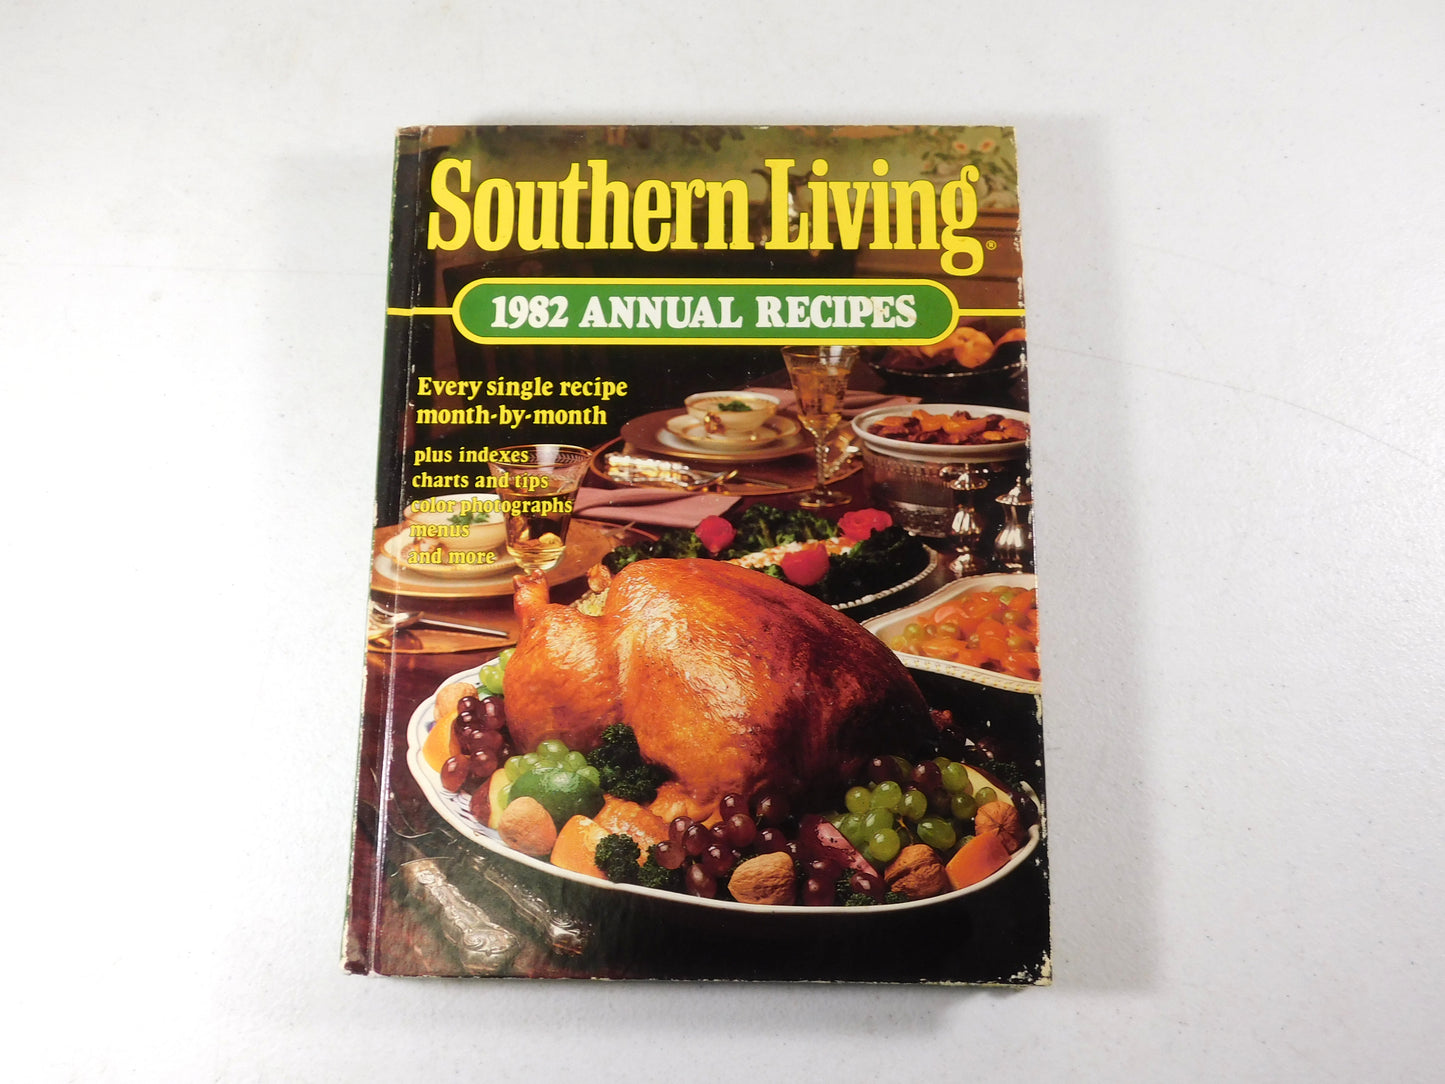 Southern Living®
1982 ANNUAL RECIPES
Every single recipe
month-by-month
plus indexes
charts and tips
color photographs
menus
and more